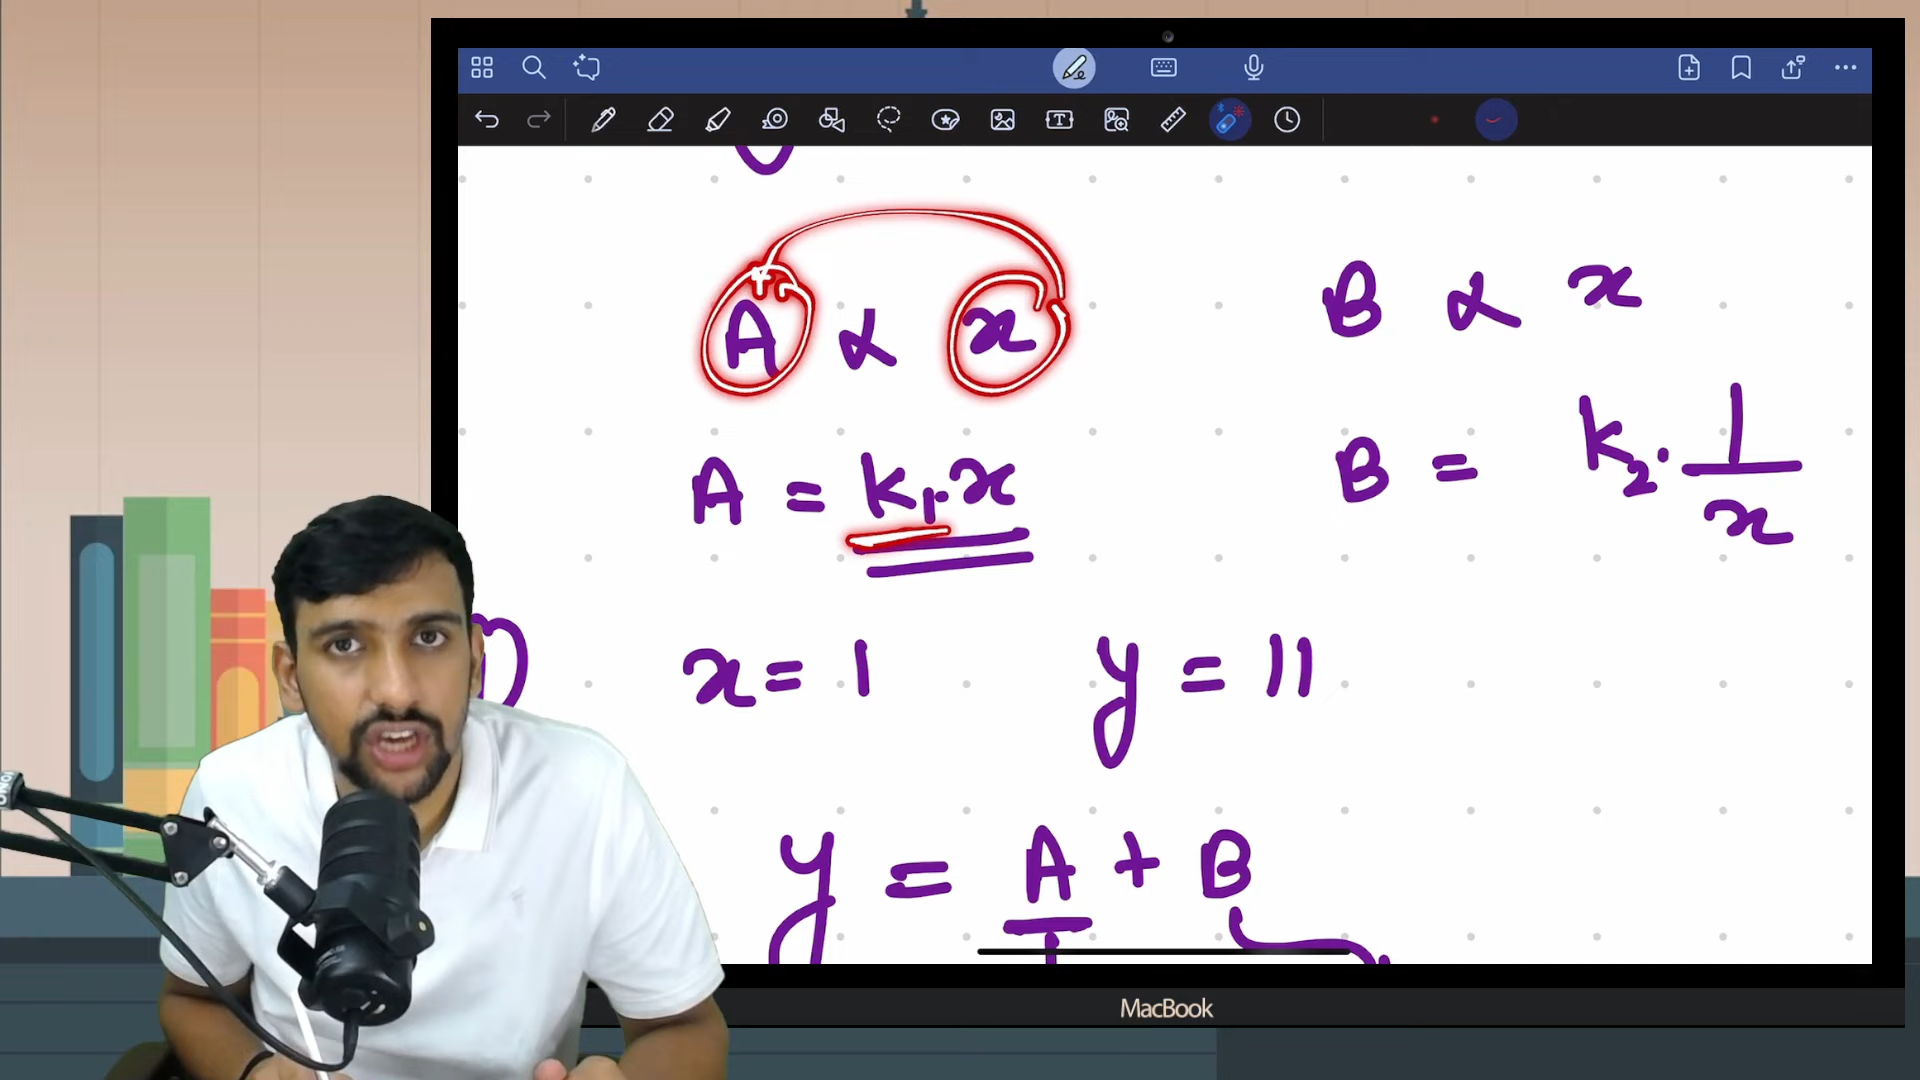 A ∝ x
B ∝ x
A = k₁·x
B = k₂·1/x
x = 1
y = 11
y = A + B
MacBook